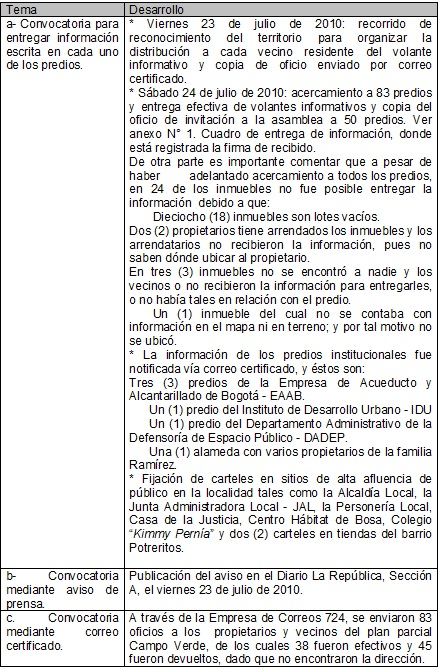 Tema
Desarrollo
a- Convocatoria para
entregar información
escrita en cada uno
de los predios.
* Viernes 23 de julio de 2010: recorrido de
reconocimiento del territorio para organizar la
distribución a cada vecino residente del volante
informativo y copia de oficio enviado por correo
certificado.
* Sábado 24 de julio de 2010: acercamiento a 83 predios
y entrega efectiva de volantes informativos y copia del
oficio de invitación a la asamblea a 50 predios. Ver
anexo N° 1. Cuadro de entrega de información, donde
está registrada la firma de recibido.
De otra parte es importante comentar que a pesar de
haber adelantado acercamiento a todos los predios,
en 24 de los inmuebles no fue posible entregar la
información debido a que:
Dieciocho (18) inmuebles son lotes vacíos.
Dos (2) propietarios tiene arrendados los inmuebles y los
arrendatarios no recibieron la información, pues no
saben dónde ubicar al propietario.
En tres (3) inmuebles no se encontró a nadie y los
vecinos o no recibieron la información para entregarles,
o no había tales en relación con el predio.
Un (1) inmueble del cual no se contaba con
información en el mapa ni en terreno; y por tal motivo no
se ubicó.
* La información de los predios institucionales fue
notificada vía correo certificado, y éstos son:
Tres (3) predios de la Empresa de Acueducto y
Alcantarillado de Bogotá - EAAB.
Un (1) predio del Instituto de Desarrollo Urbano - IDU
Un (1) predio del Departamento Administrativo de la
Defensoría de Espacio Público - DADEP.
Una (1) alameda con varios propietarios de la familia
Ramírez.
* Fijación de carteles en sitios de alta afluencia de
público en la localidad tales como la Alcaldía Local, la
Junta Administradora Local - JAL, la Personería Local,
Casa de la Justicia, Centro Hábitat de Bosa, Colegio
“Kimmy Pernía” y dos (2) carteles en tiendas del barrio
Potreritos.
b- Convocatoria
mediante aviso de
prensa.
Publicación del aviso en el Diario La República, Sección
A, el viernes 23 de julio de 2010.
c. Convocatoria
mediante correo
certificado.
A través de la Empresa de Correos 724, se enviaron 83
oficios a los propietarios y vecinos del plan parcial
Campo Verde, de los cuales 38 fueron efectivos y 45
fueron devueltos, dado que no encontraron la dirección.